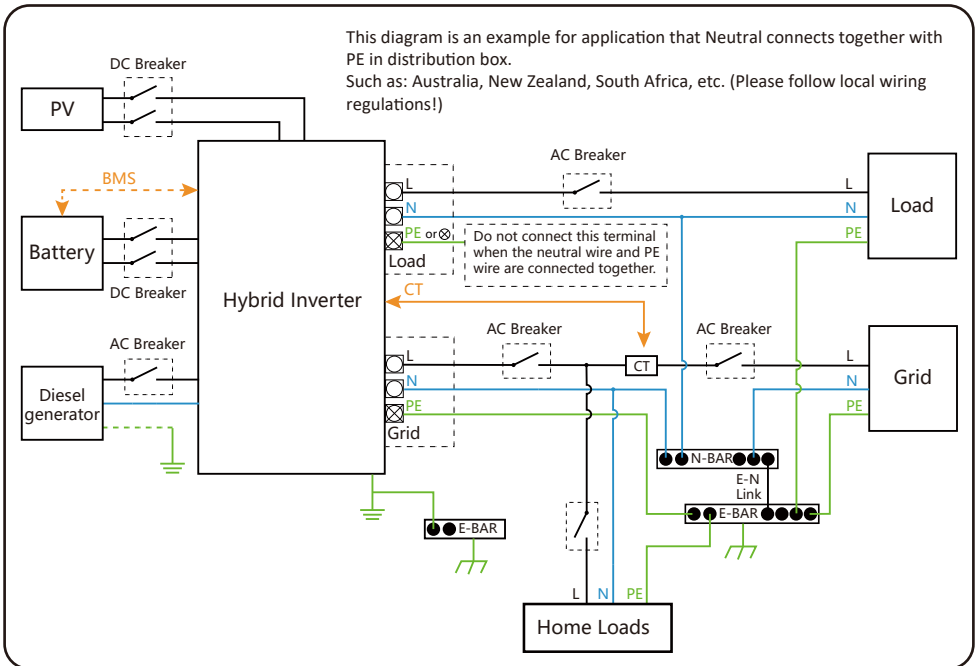 This diagram is an example for application that Neutral connects together with
PE in distribution box.
Such as: Australia, New Zealand, South Africa, etc. (Please follow local wiring
regulations!)
DC Breaker
PV
BMS
Battery
DC Breaker
AC Breaker
Diesel
generator
Hybrid Inverter
L
N
PE or
Load
Do not connect this terminal
when the neutral wire and PE
wire are connected together.
AC Breaker
L
N
PE
Load
CT
AC Breaker
CT
AC Breaker
L
N
PE
Grid
L
N
PE
Grid
N-BAR
E-N
Link
E-BAR
E-BAR
L
N
PE
Home Loads